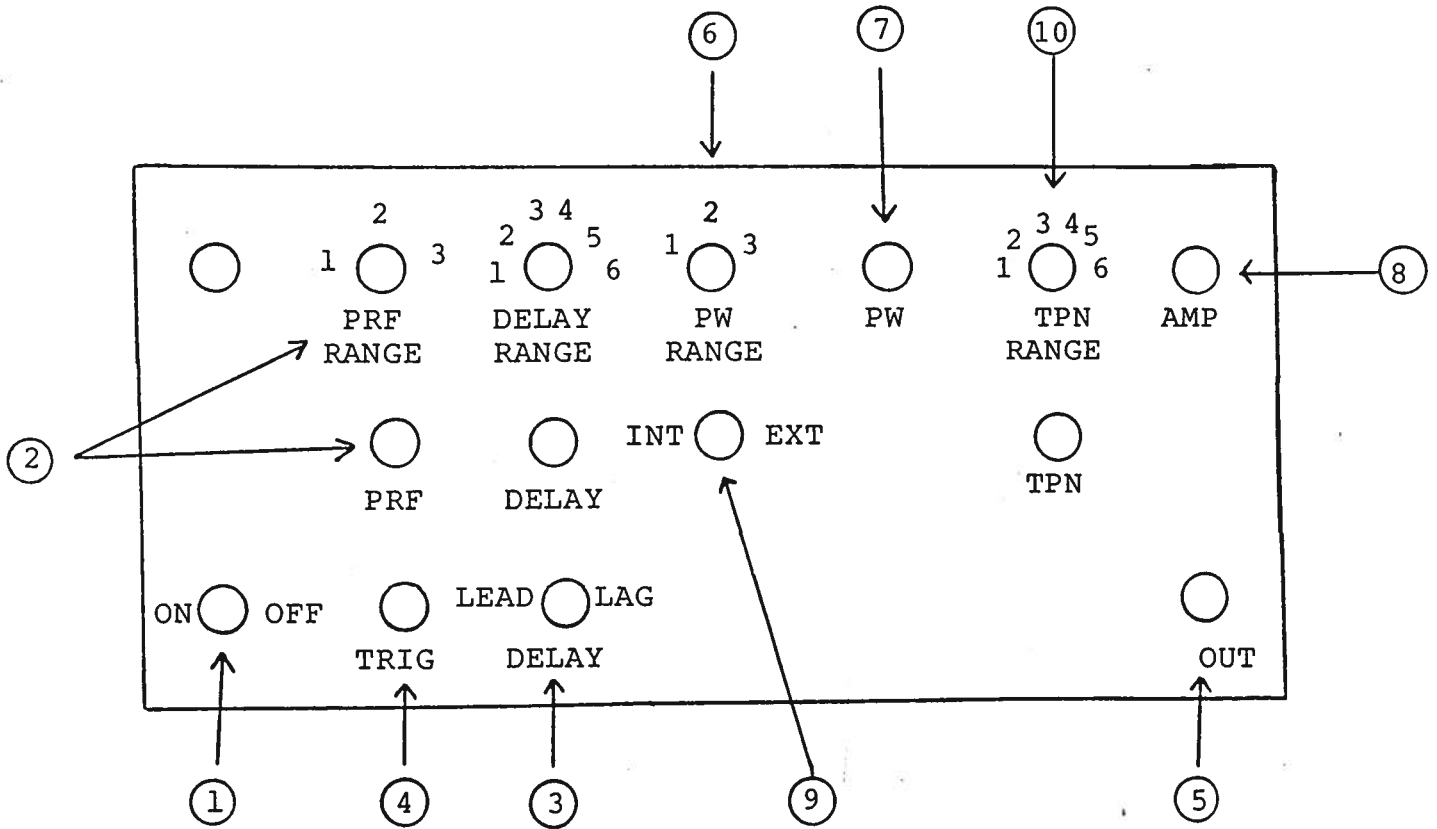 6 7 10
2 3 4 2 2 3 4 5
1 3 2 5 1 3 1 6 8
1 6
PRF DELAY PW PW TPN AMP
RANGE RANGE RANGE RANGE
INT EXT
2
PRF DELAY TPN
ON OFF LEAD LAG
TRIG DELAY OUT
1 4 3 9 5